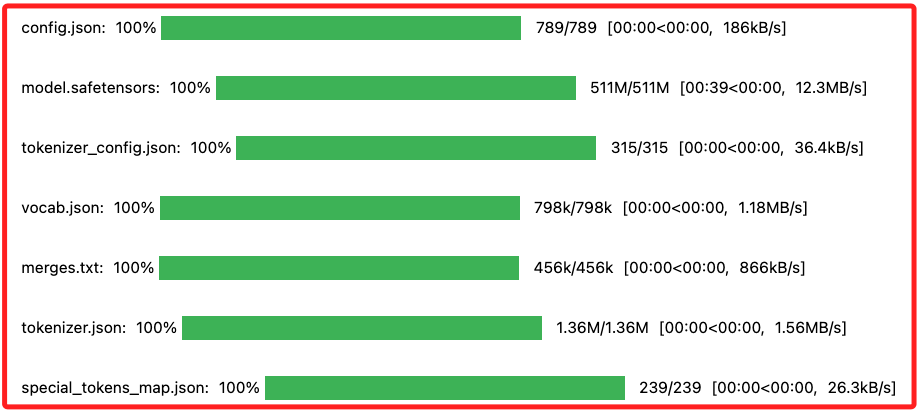 config.json: 100% 789/789 [00:00<00:00, 186kB/s]
model.safetensors: 100% 511M/511M [00:39<00:00, 12.3MB/s]
tokenizer_config.json: 100% 315/315 [00:00<00:00, 36.4kB/s]
vocab.json: 100% 798k/798k [00:00<00:00, 1.18MB/s]
merges.txt: 100% 456k/456k [00:00<00:00, 866kB/s]
tokenizer.json: 100% 1.36M/1.36M [00:00<00:00, 1.56MB/s]
special_tokens_map.json: 100% 239/239 [00:00<00:00, 26.3kB/s]